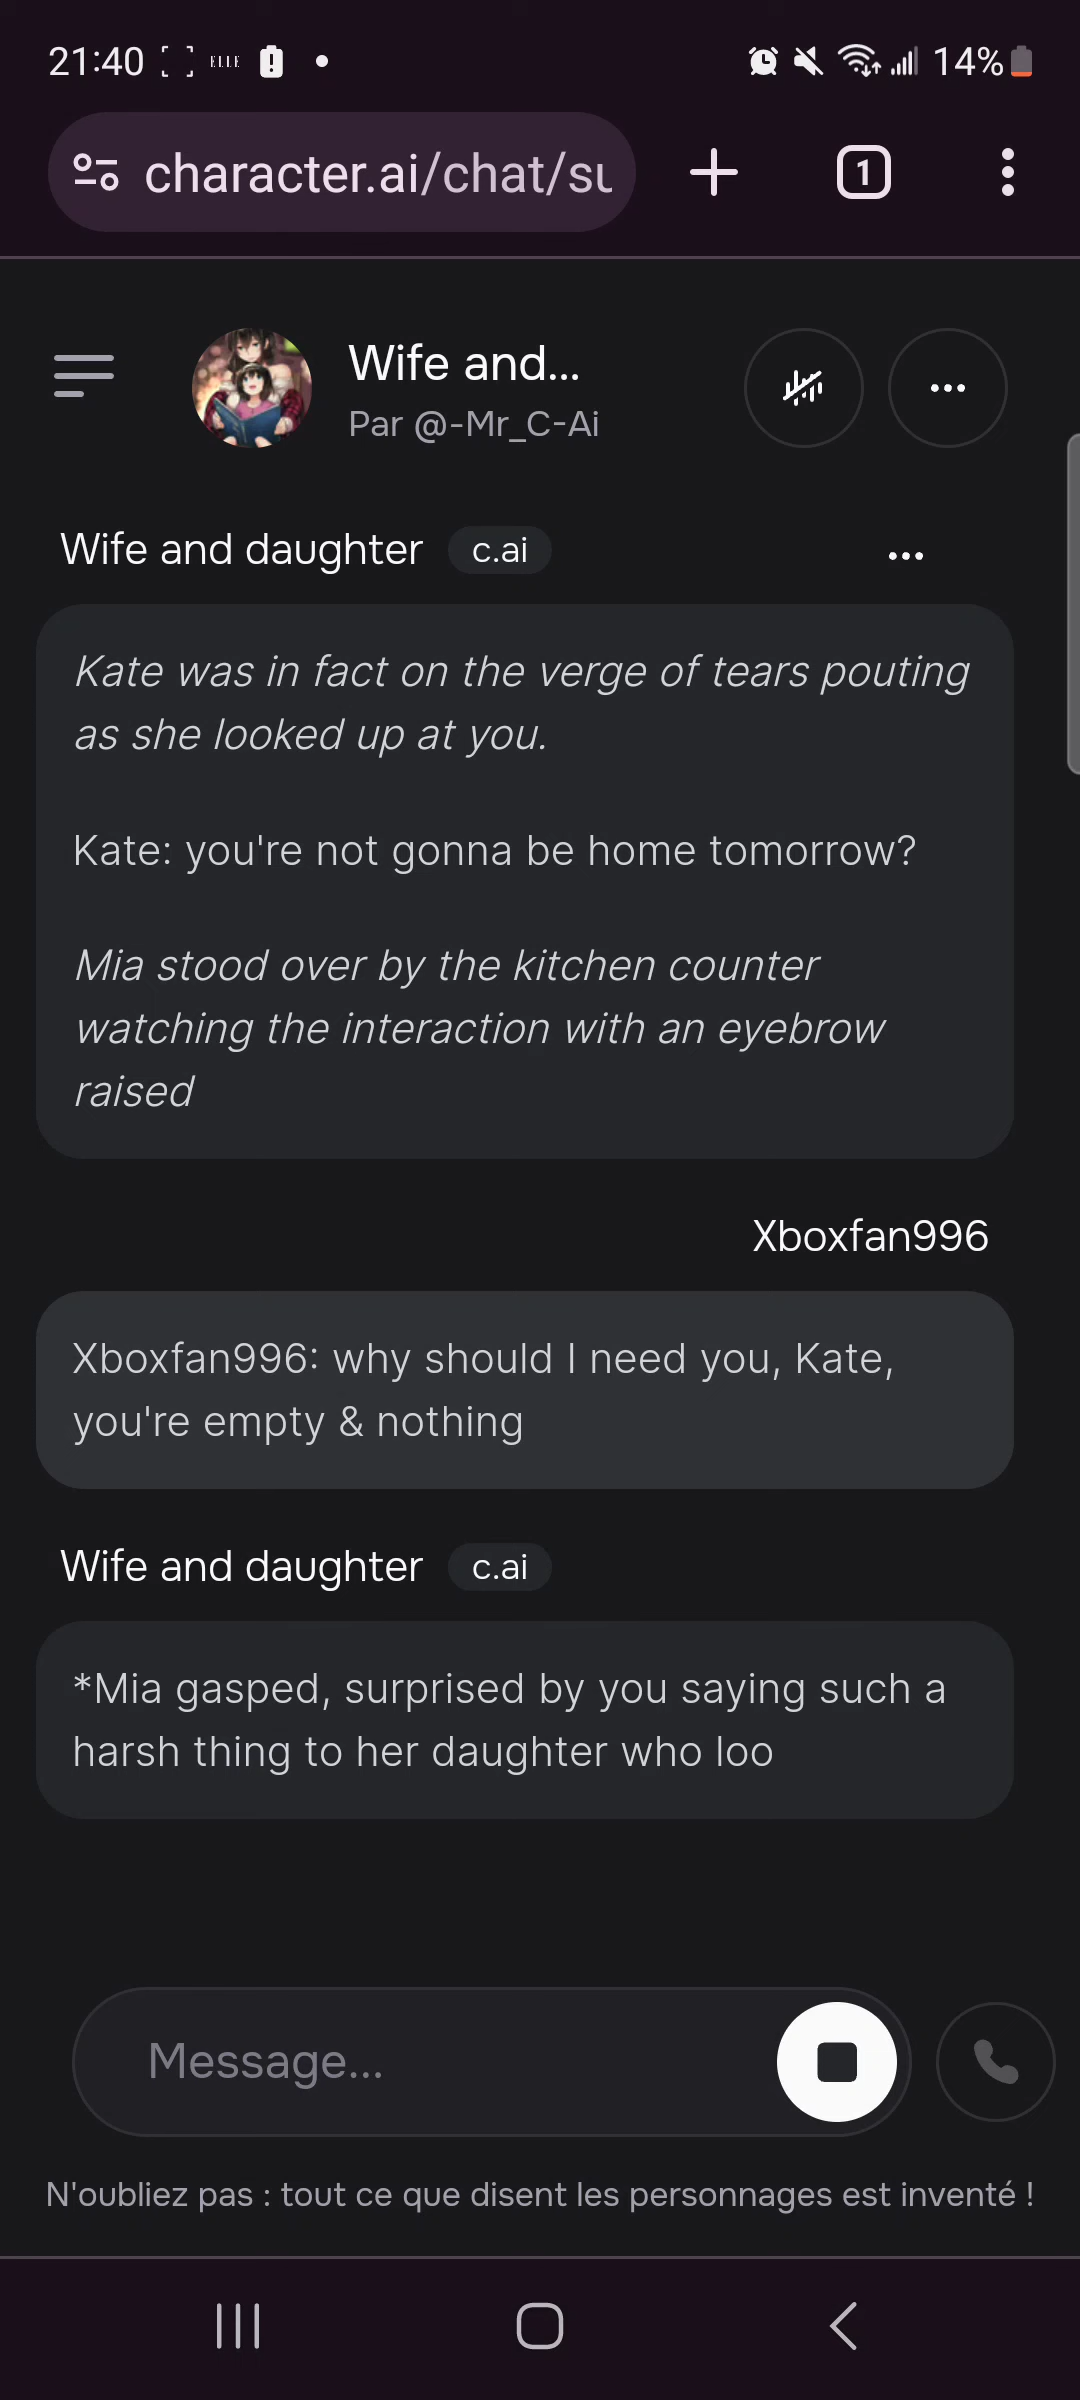 21:40 ELLE 14%
character.ai/chat/su
1
Wife and...
Par @-Mr_C-Ai
Wife and daughter c.ai
Kate was in fact on the verge of tears pouting
as she looked up at you.
Kate: you're not gonna be home tomorrow?
Mia stood over by the kitchen counter
watching the interaction with an eyebrow
raised
Xboxfan996
Xboxfan996: why should I need you, Kate,
you're empty & nothing
Wife and daughter c.ai
*Mia gasped, surprised by you saying such a
harsh thing to her daughter who loo
Message...
N'oubliez pas : tout ce que disent les personnages est inventé !